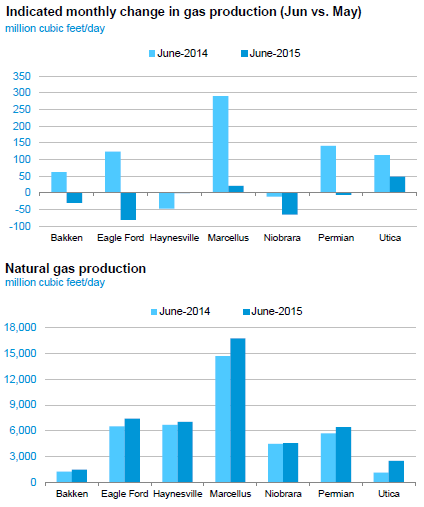 Indicated monthly change in gas production (Jun vs. May)
million cubic feet/day
June-2014 June-2015
350
300
250
200
150
100
50
0
-50
-100
Bakken Eagle Ford Haynesville Marcellus Niobrara Permian Utica
Natural gas production
million cubic feet/day
June-2014 June-2015
18,000
15,000
12,000
9,000
6,000
3,000
0
Bakken Eagle Ford Haynesville Marcellus Niobrara Permian Utica